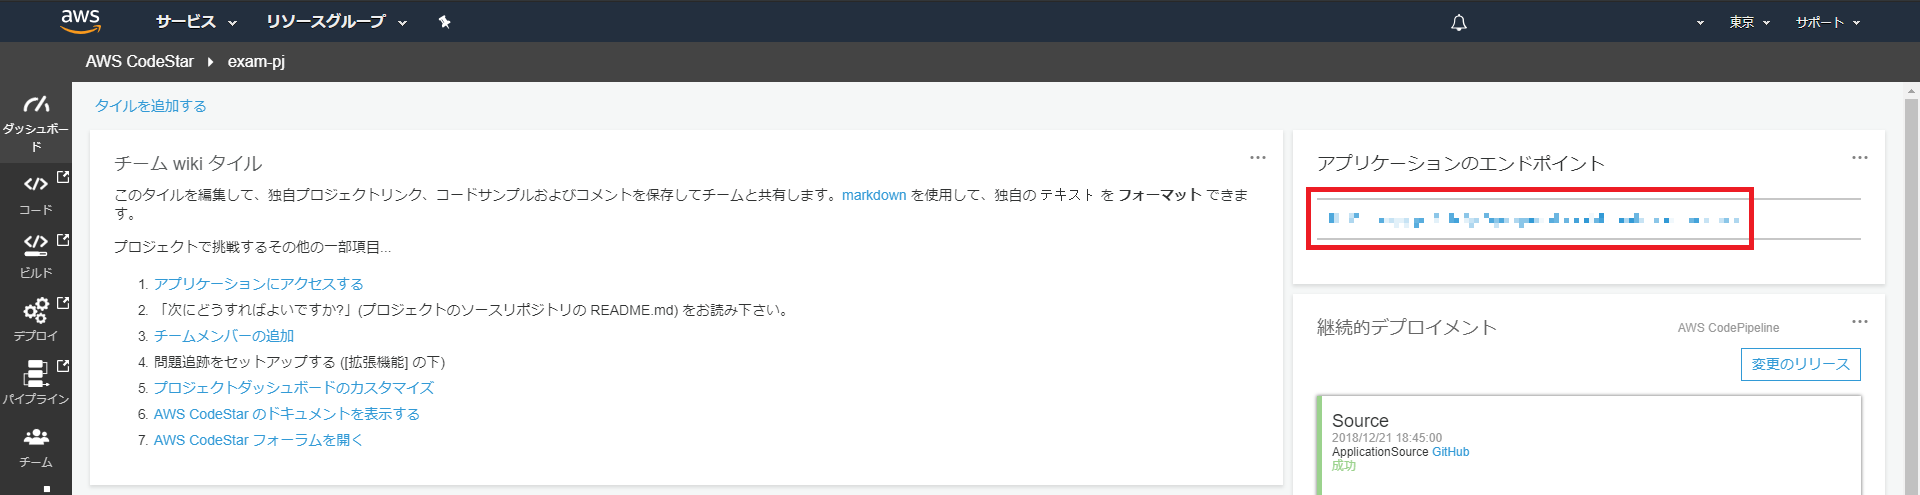 aws サービス リソースグループ 東京 サポート
AWS CodeStar exam-pj
ダッシュボー
ド
コード
ビルド
デプロイ
パイプライン
チーム
タイルを追加する
チーム wiki タイル
このタイルを編集して、独自プロジェクトリンク、コードサンプルおよびコメントを保存してチームと共有します。markdown を使用して、独自の テキスト を フォーマット できま
す。
プロジェクトで挑戦するその他の一部項目...
1. アプリケーションにアクセスする
2. 「次にどうすればよいですか?」(プロジェクトのソースリポジトリの README.md) をお読み下さい。
3. チームメンバーの追加
4. 問題追跡をセットアップする ([拡張機能] の下)
5. プロジェクトダッシュボードのカスタマイズ
6. AWS CodeStar のドキュメントを表示する
7. AWS CodeStar フォーラムを開く
アプリケーションのエンドポイント
継続的デプロイメント AWS CodePipeline
変更のリリース
Source
2018/12/21 18:45:00
ApplicationSource GitHub
成功